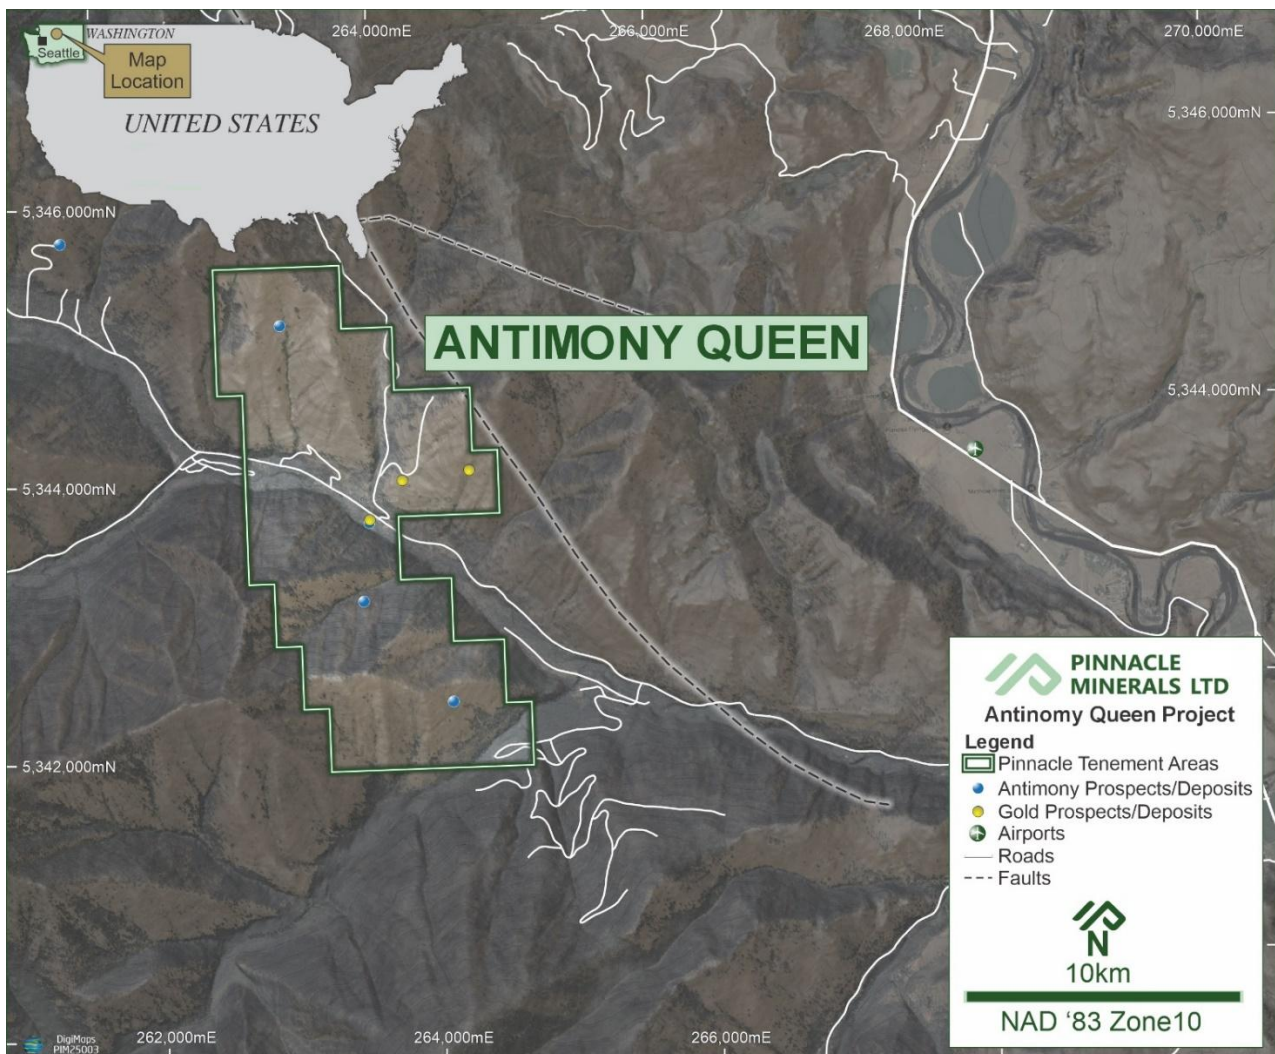 264,000mE
266,000mE
268,000mE
270,000mE
WASHINGTON
Seattle
Map
Location
UNITED STATES
5,346,000mN
5,346,000mN
ANTIMONY QUEEN
5,344,000mN
5,344,000mN
5,342,000mN
PINNACLE
MINERALS LTD
Antinomy Queen Project
Legend
Pinnacle Tenement Areas
Antimony Prospects/Deposits
Gold Prospects/Deposits
Airports
Roads
Faults
N
10km
NAD ‘83 Zone10
DigiMaps
PIM25003
262,000mE
264,000mE
266,000mE